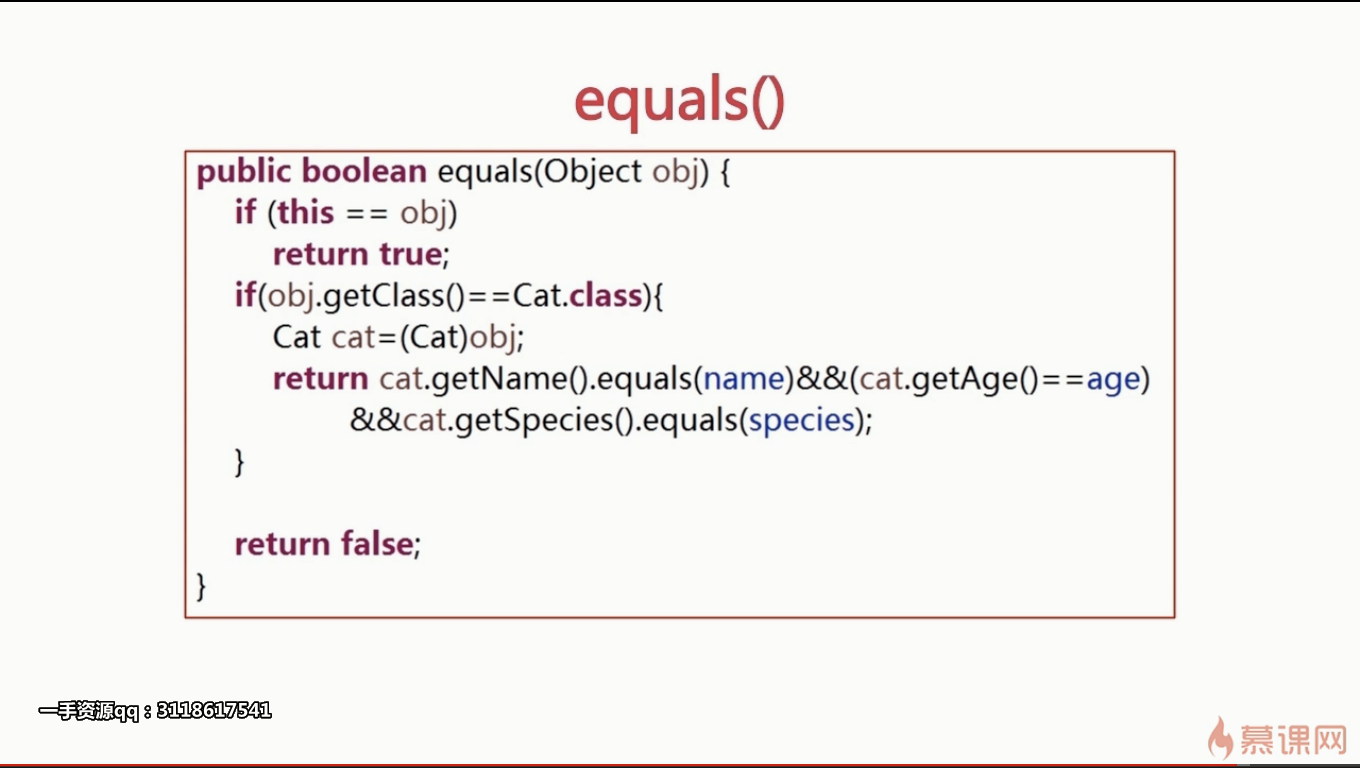 equals()
public boolean equals(Object obj) {
if (this == obj)
return true;
if(obj.getClass()==Cat.class){
Cat cat=(Cat)obj;
return cat.getName().equals(name)&&(cat.getAge()==age)
&&cat.getSpecies().equals(species);
}
return false;
}
一手资源qq：3118617541
慕课网